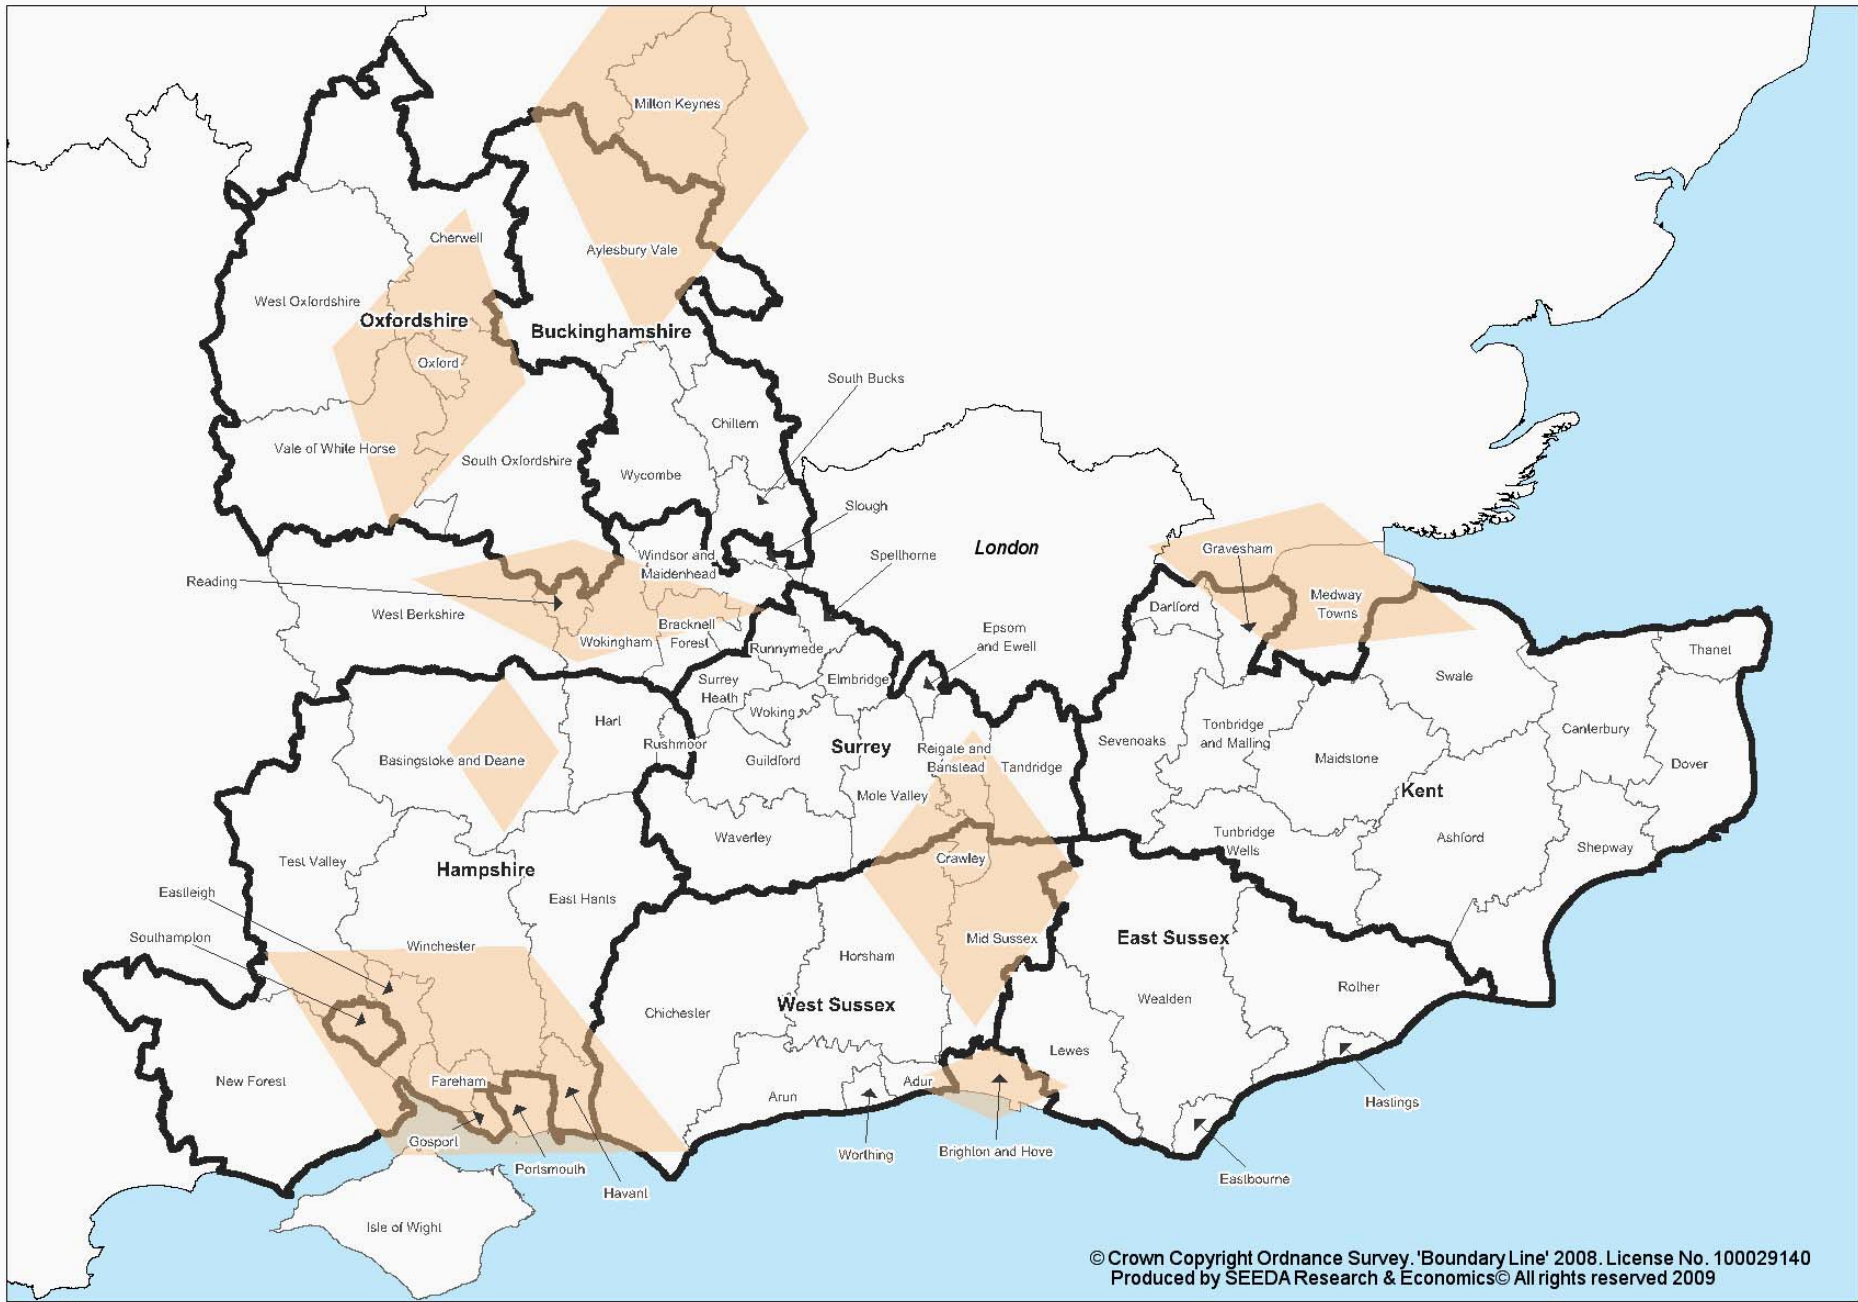 Milton Keynes
Cherwell
Aylesbury Vale
West Oxfordshire
Oxfordshire
Buckinghamshire
Oxford
South Bucks
Chiltern
Vale of White Horse
South Oxfordshire
Wycombe
Slough
London
Gravesham
Windsor and
Maidenhead
Spelthorne
Reading
West Berkshire
Medway
Towns
Dartford
Bracknell
Forest
Wokingham
Epsom
and Ewell
Runnymede
Thanet
Surrey
Heath
Elmbridge
Swale
Woking
Hart
Rushmoor
Surrey
Reigate and
Banstead
Sevenoaks
Tonbridge
and Malling
Canterbury
Basingstoke and Deane
Guildford
Tandridge
Maidstone
Dover
Mole Valley
Kent
Waverley
Tunbridge
Wells
Ashford
Shepway
Test Valley
Hampshire
Crawley
Eastleigh
East Hants
Southampton
Winchester
Mid Sussex
East Sussex
Horsham
Rother
Chichester
West Sussex
Wealden
New Forest
Fareham
Lewes
Adur
Arun
Hastings
Gosport
Portsmouth
Worthing
Brighton and Hove
Havant
Eastbourne
Isle of Wight
© Crown Copyright Ordnance Survey. 'Boundary Line' 2008. License No. 100029140
Produced by SEEDA Research & Economics© All rights reserved 2009